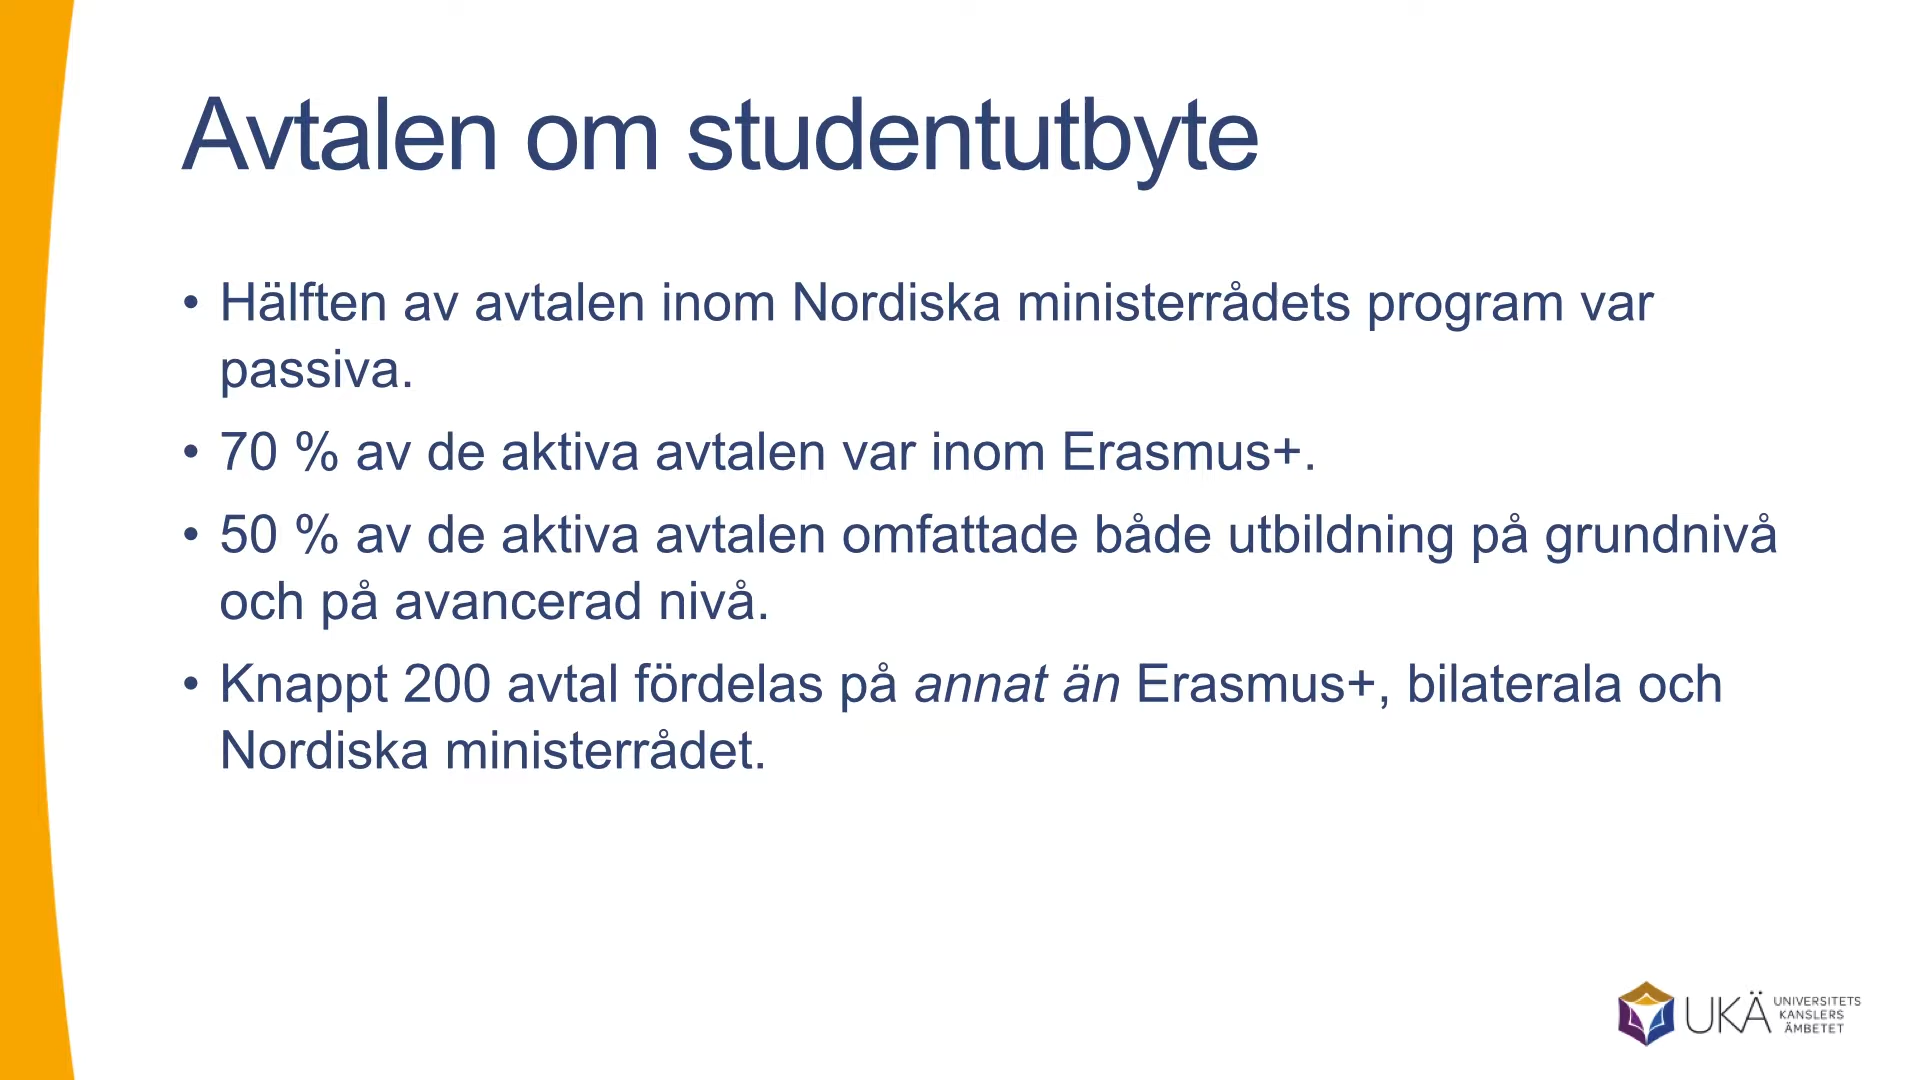 Avtalen om studentutbyte
• Hälften av avtalen inom Nordiska ministerrådets program var
passiva.
• 70 % av de aktiva avtalen var inom Erasmus+.
• 50 % av de aktiva avtalen omfattade både utbildning på grundnivå
och på avancerad nivå.
• Knappt 200 avtal fördelas på annat än Erasmus+, bilaterala och
Nordiska ministerrådet.
UKÄ
UNIVERSITETS
KANSLERS
ÄMBETET